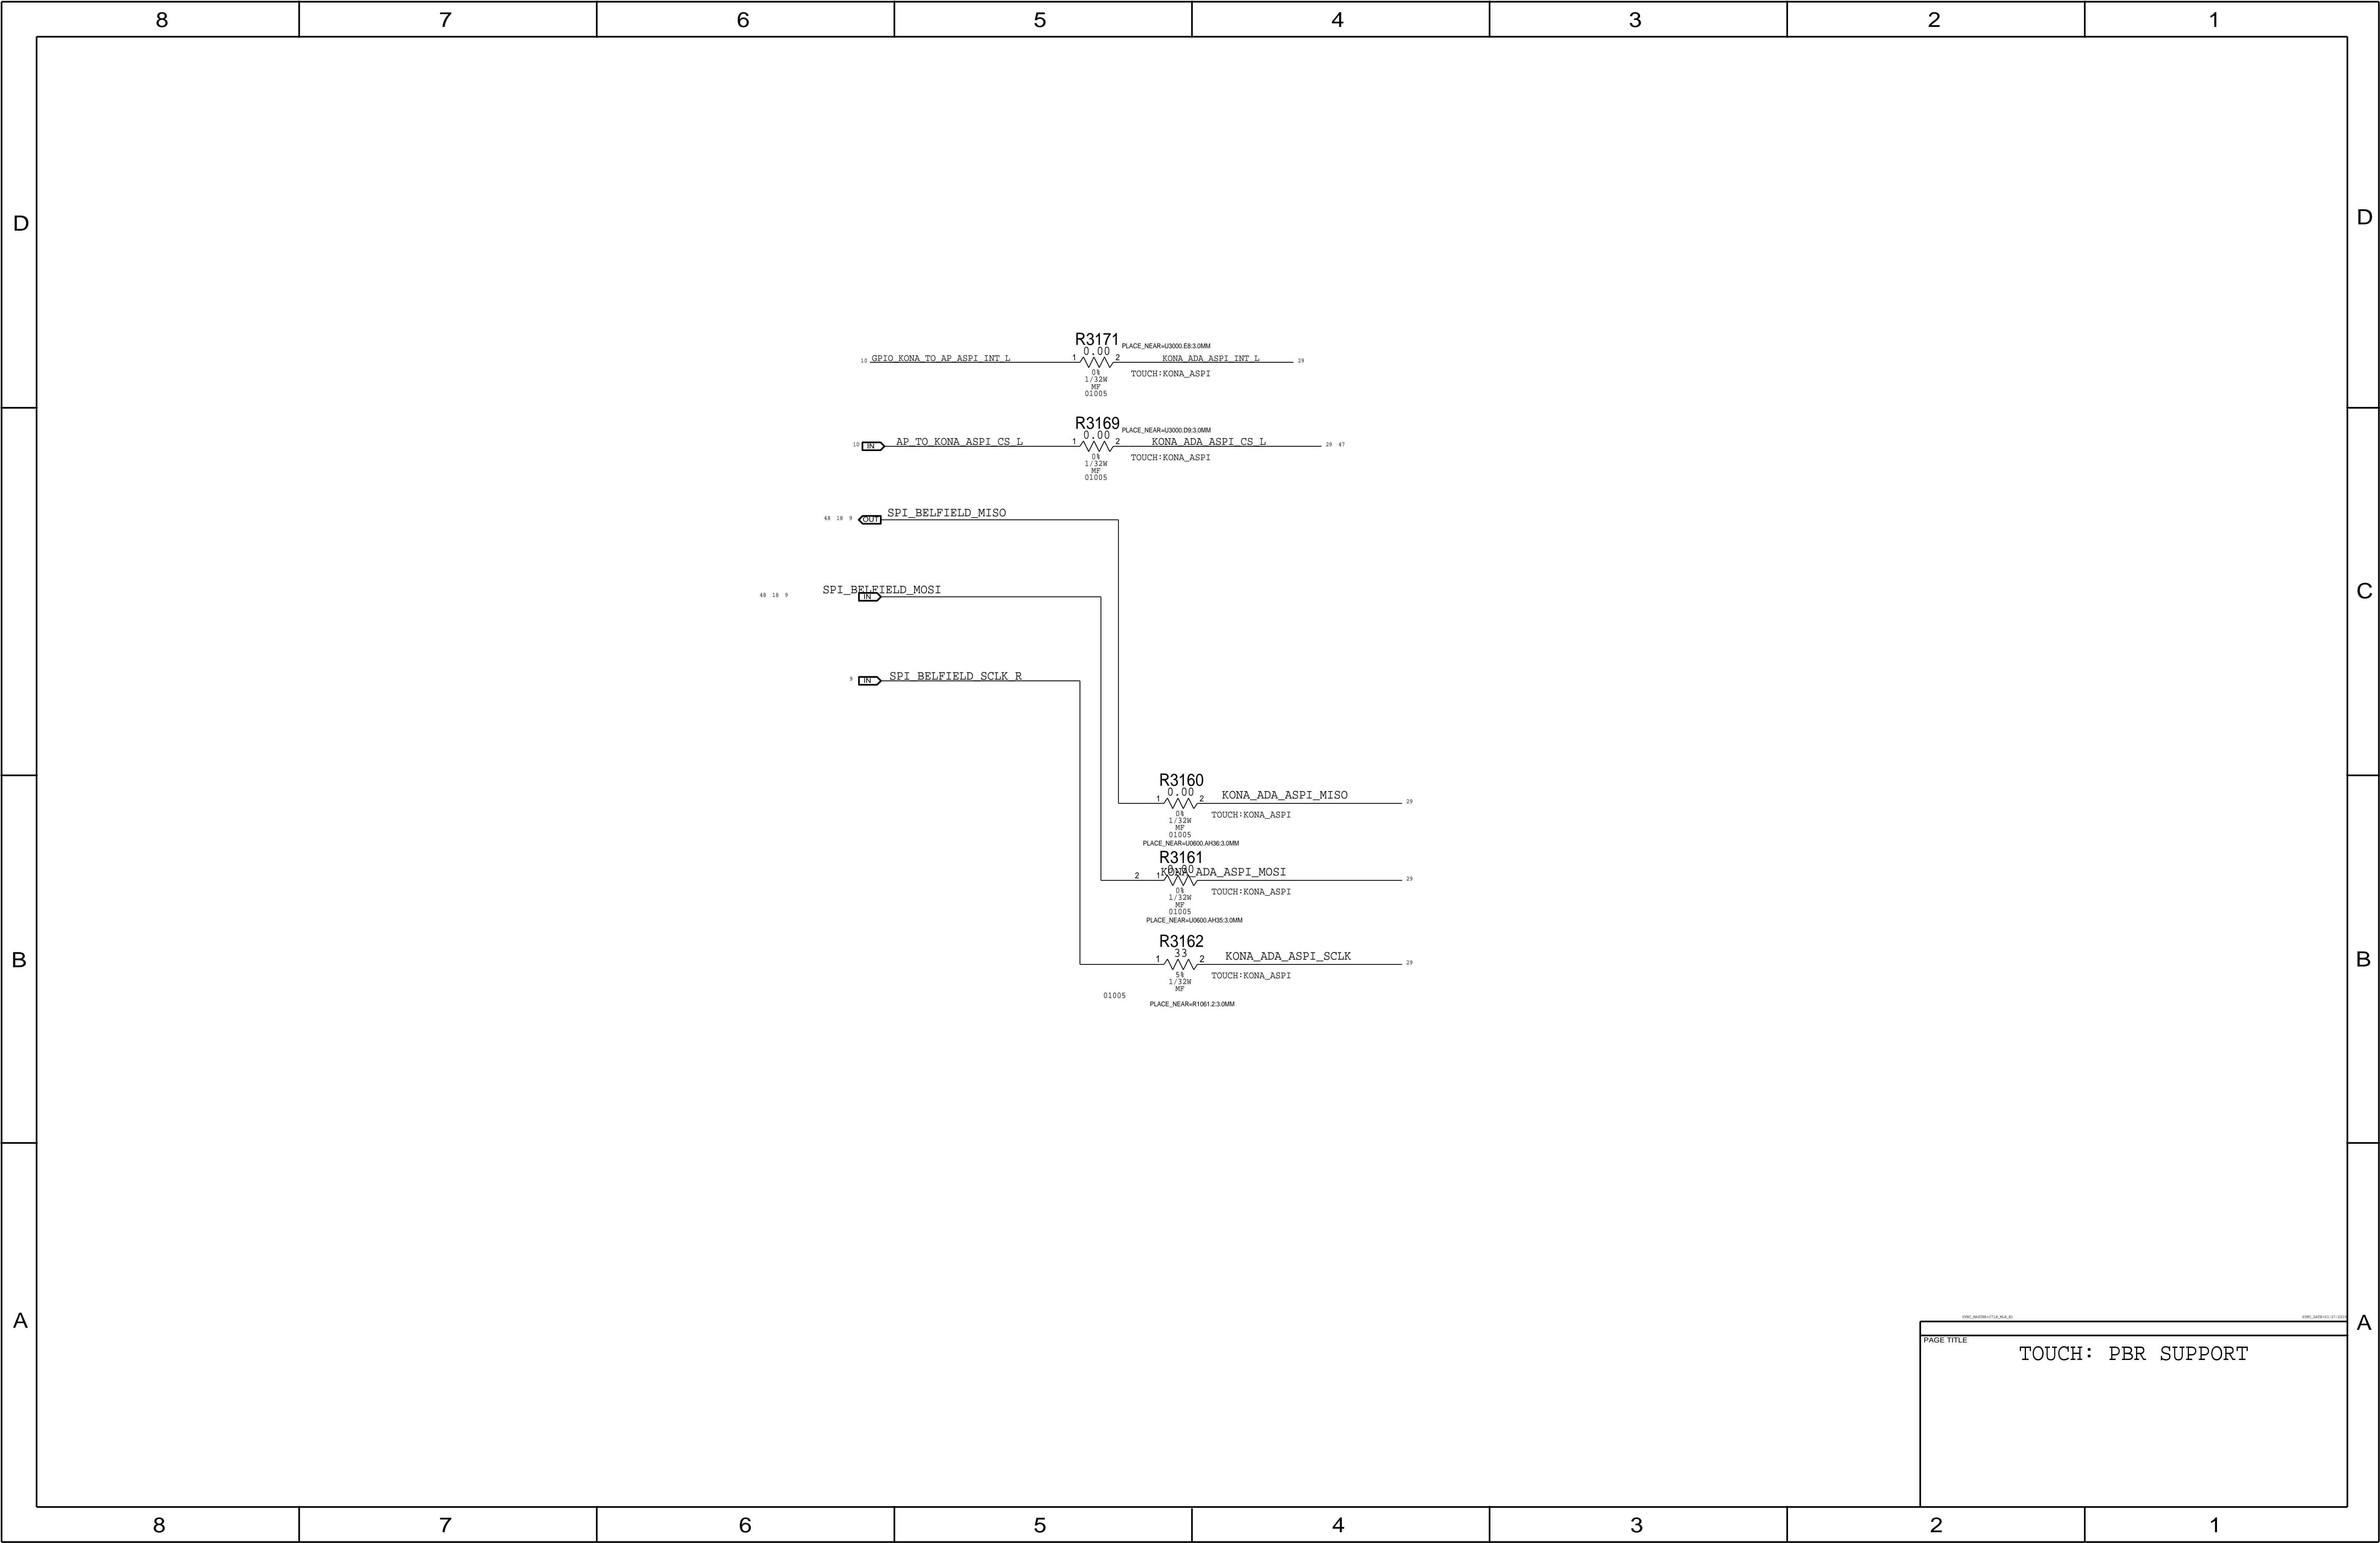 8 7 6 5 4 3 2 1
D D
R3171
PLACE_NEAR=U3000.E8:3.0MM
0.00
10 GPIO_KONA_TO_AP_ASPI_INT_L 1 2 KONA_ADA_ASPI_INT_L 29
0% TOUCH:KONA_ASPI
1/32W
MF
01005
R3169
PLACE_NEAR=U3000.D9:3.0MM
0.00
10 IN AP_TO_KONA_ASPI_CS_L 1 2 KONA_ADA_ASPI_CS_L 29 47
0% TOUCH:KONA_ASPI
1/32W
MF
01005
48 18 9 OUT SPI_BELFIELD_MISO
C
48 18 9 IN SPI_BELFIELD_MOSI
9 IN SPI_BELFIELD_SCLK_R
R3160
0.00
1 2 KONA_ADA_ASPI_MISO 29
0% TOUCH:KONA_ASPI
1/32W
MF
01005
PLACE_NEAR=U0600.AH36:3.0MM
R3161
0.00
2 1 KONA_ADA_ASPI_MOSI 29
0% TOUCH:KONA_ASPI
1/32W
MF
01005
PLACE_NEAR=U0600.AH35:3.0MM
B B
R3162
33
1 2 KONA_ADA_ASPI_SCLK 29
5% TOUCH:KONA_ASPI
1/32W
MF
01005
PLACE_NEAR=R1061.2:3.0MM
A A
PAGE TITLE
TOUCH: PBR SUPPORT
8 7 6 5 4 3 2 1